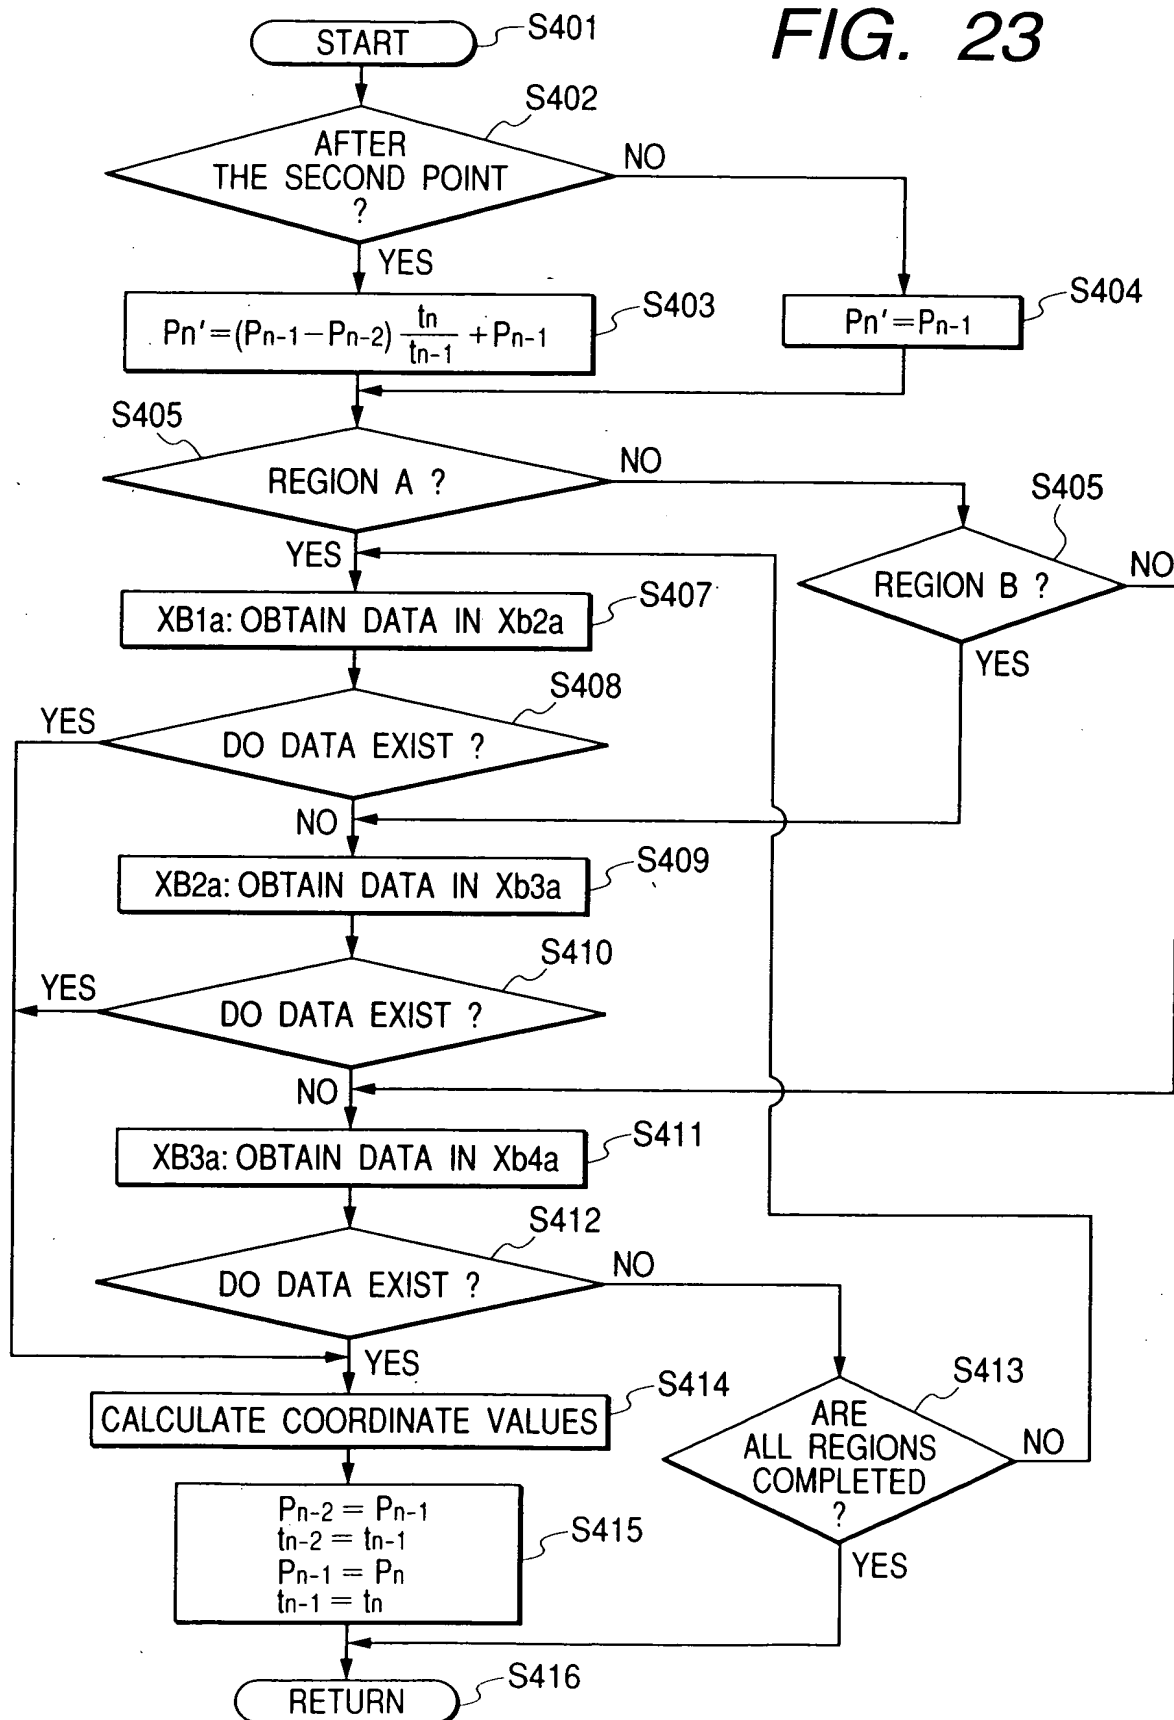 FIG. 23
START
S401
AFTER
THE SECOND POINT
?
S402
NO
YES
Pn'=(Pn-1−Pn-2) tn/tn-1 +Pn-1
S403
Pn'=Pn-1
S404
S405
REGION A ?
NO
YES
S405
REGION B ?
NO
YES
XB1a: OBTAIN DATA IN Xb2a
S407
S408
DO DATA EXIST ?
YES
NO
XB2a: OBTAIN DATA IN Xb3a
S409
S410
DO DATA EXIST ?
YES
NO
XB3a: OBTAIN DATA IN Xb4a
S411
S412
DO DATA EXIST ?
NO
YES
S413
ARE
ALL REGIONS
COMPLETED
?
NO
YES
CALCULATE COORDINATE VALUES
S414
Pn-2 = Pn-1
tn-2 = tn-1
Pn-1 = Pn
tn-1 = tn
S415
RETURN
S416